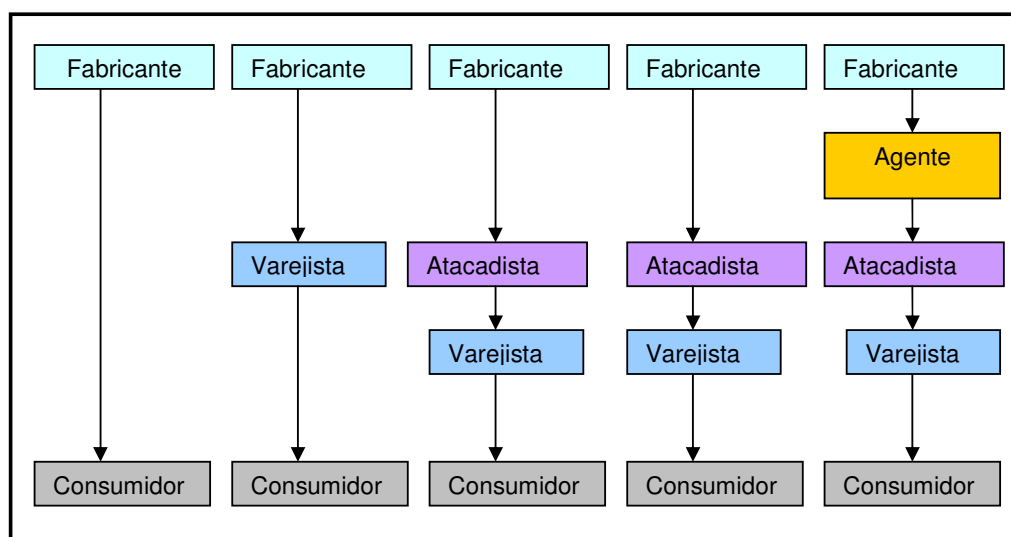 Fabricante
Fabricante
Fabricante
Fabricante
Fabricante
Agente
Varejista
Atacadista
Atacadista
Atacadista
Varejista
Varejista
Varejista
Consumidor
Consumidor
Consumidor
Consumidor
Consumidor